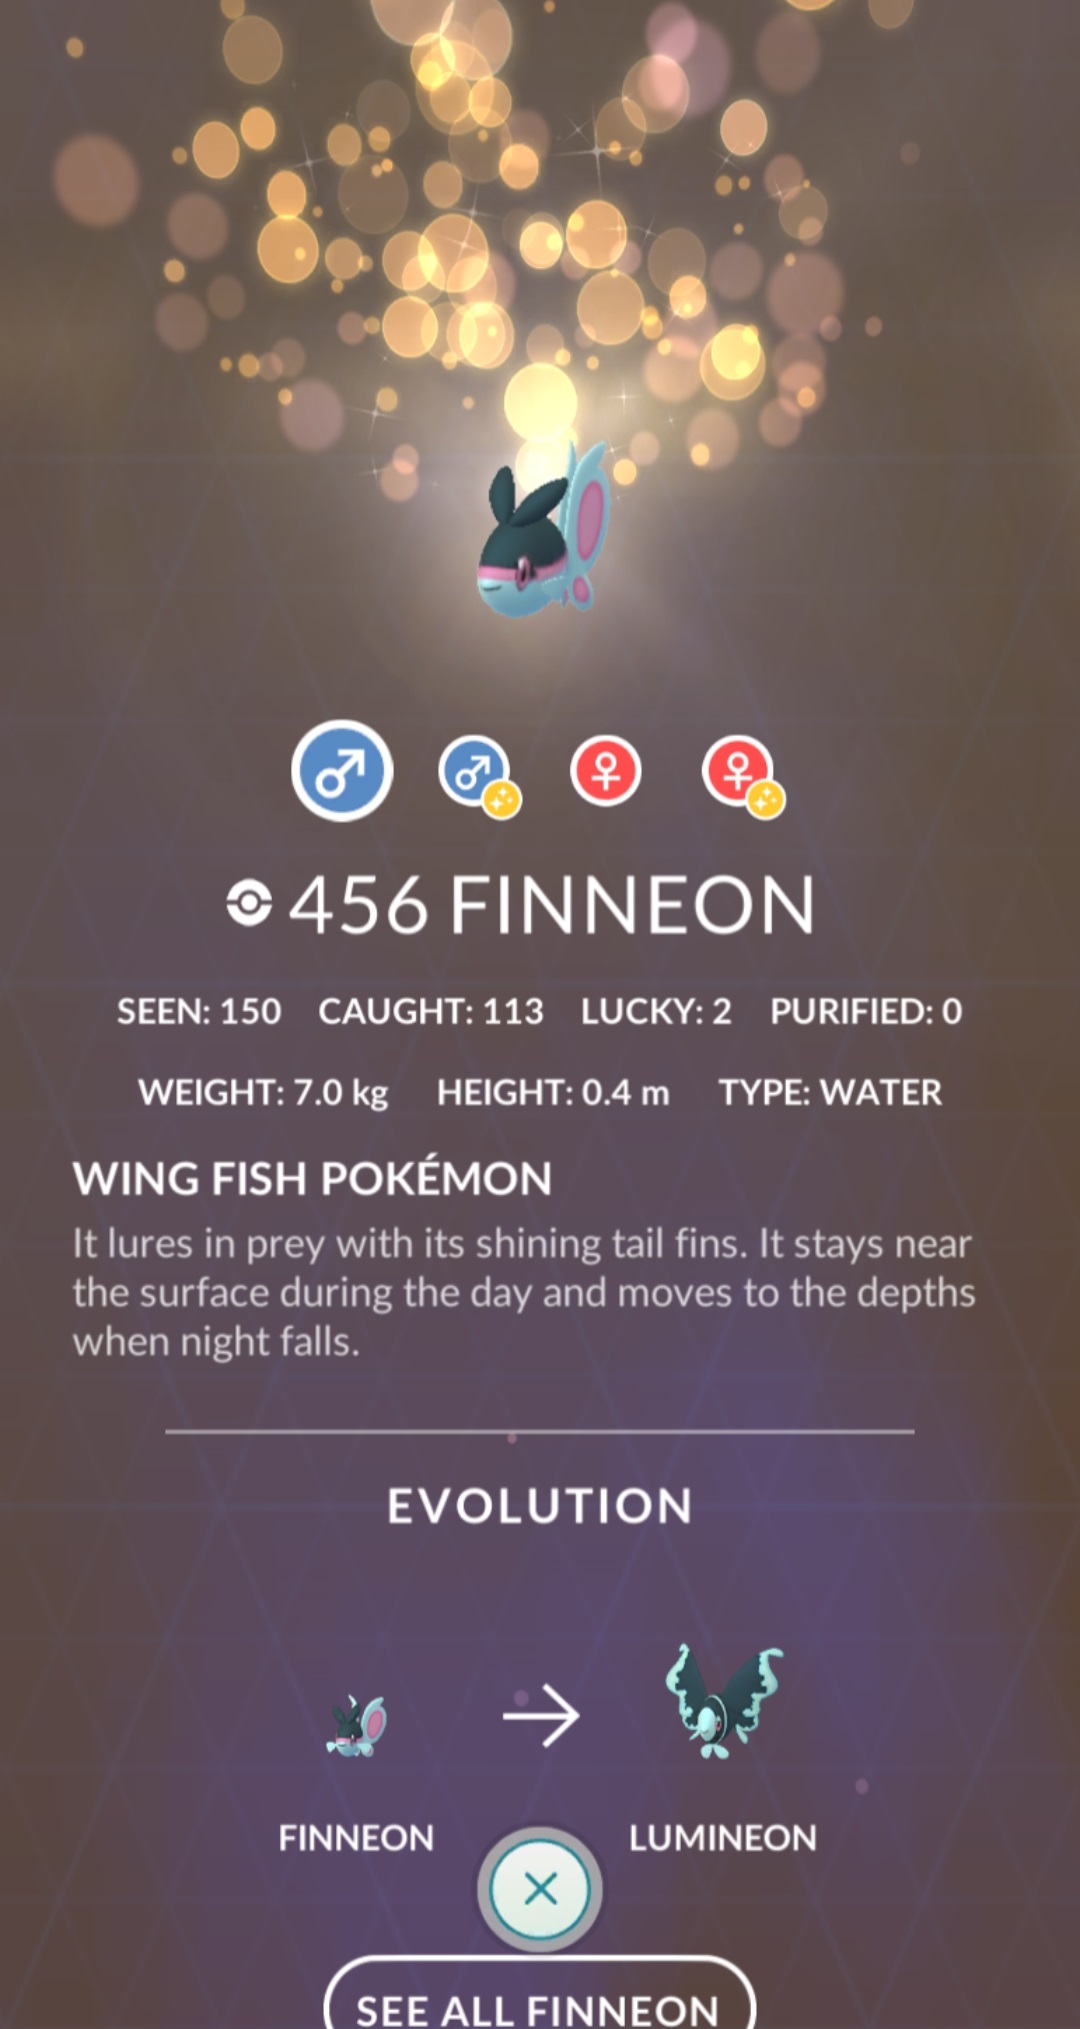 456 FINNEON
SEEN: 150 CAUGHT: 113 LUCKY: 2 PURIFIED: 0
WEIGHT: 7.0 kg HEIGHT: 0.4 m TYPE: WATER
WING FISH POKÉMON
It lures in prey with its shining tail fins. It stays near
the surface during the day and moves to the depths
when night falls.
EVOLUTION
FINNEON LUMINEON
SEE ALL FINNEON